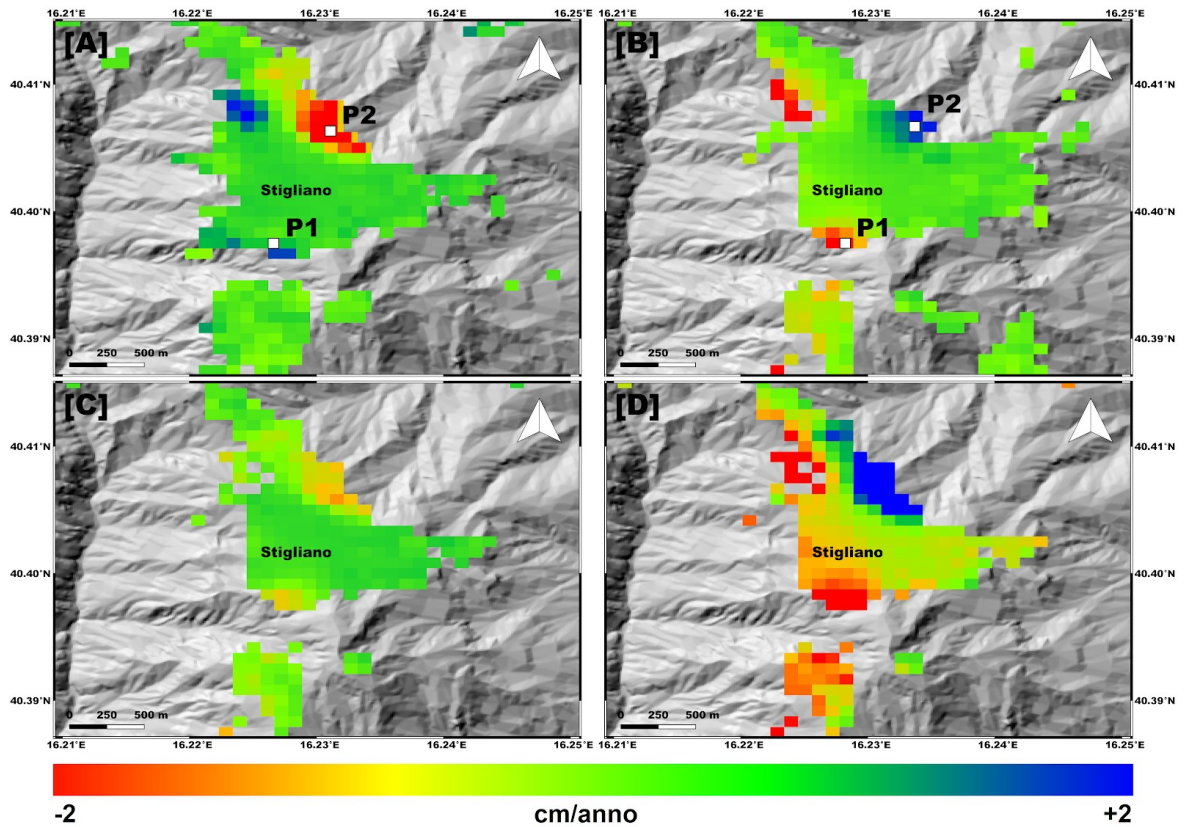 16.21°E 16.22°E 16.23°E 16.24°E 16.25°E 16.21°E 16.22°E 16.23°E 16.24°E 16.25°E
[A] [B]
40.41°N 40.41°N
P2 P2
Stigliano Stigliano
40.40°N 40.40°N
P1 P1
40.39°N 40.39°N
0 250 500 m 0 250 500 m
[C] [D]
40.41°N 40.41°N
Stigliano Stigliano
40.40°N 40.40°N
40.39°N 40.39°N
0 250 500 m 0 250 500 m
16.21°E 16.22°E 16.23°E 16.24°E 16.25°E 16.21°E 16.22°E 16.23°E 16.24°E 16.25°E
-2 cm/anno +2